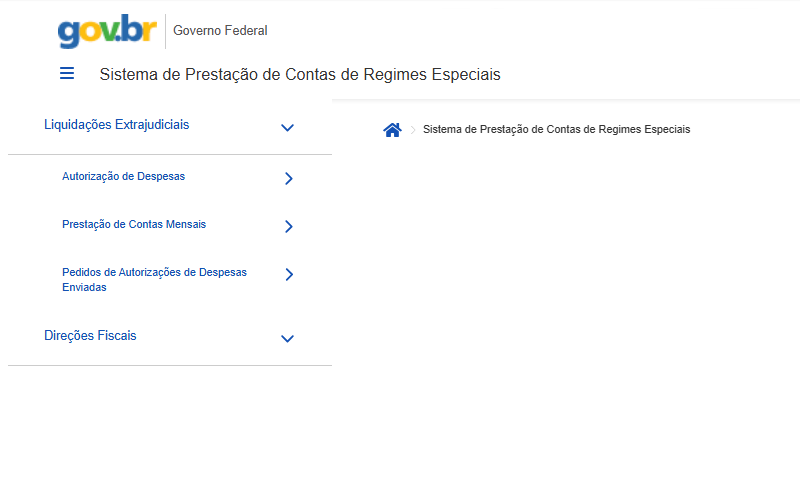 gov.br
Governo Federal
Sistema de Prestação de Contas de Regimes Especiais
Liquidações Extrajudiciais
Sistema de Prestação de Contas de Regimes Especiais
Autorização de Despesas
Prestação de Contas Mensais
Pedidos de Autorizações de Despesas
Enviadas
Direções Fiscais